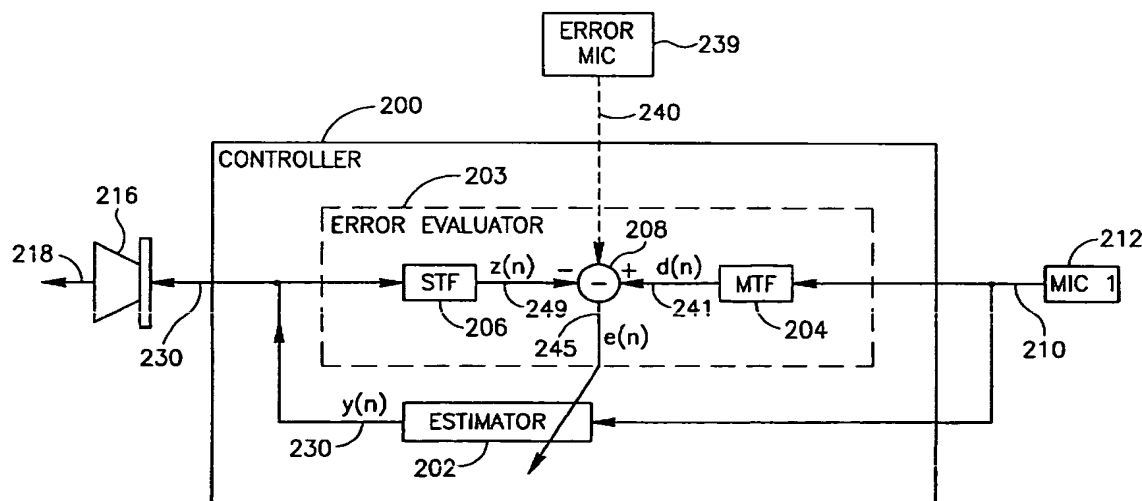 ERROR
MIC
239
240
200
CONTROLLER
203
216
ERROR EVALUATOR
208
212
218
z(n)
−
+
d(n)
STF
−
MTF
MIC 1
249
241
206
204
210
230
245
e(n)
y(n)
ESTIMATOR
230
202